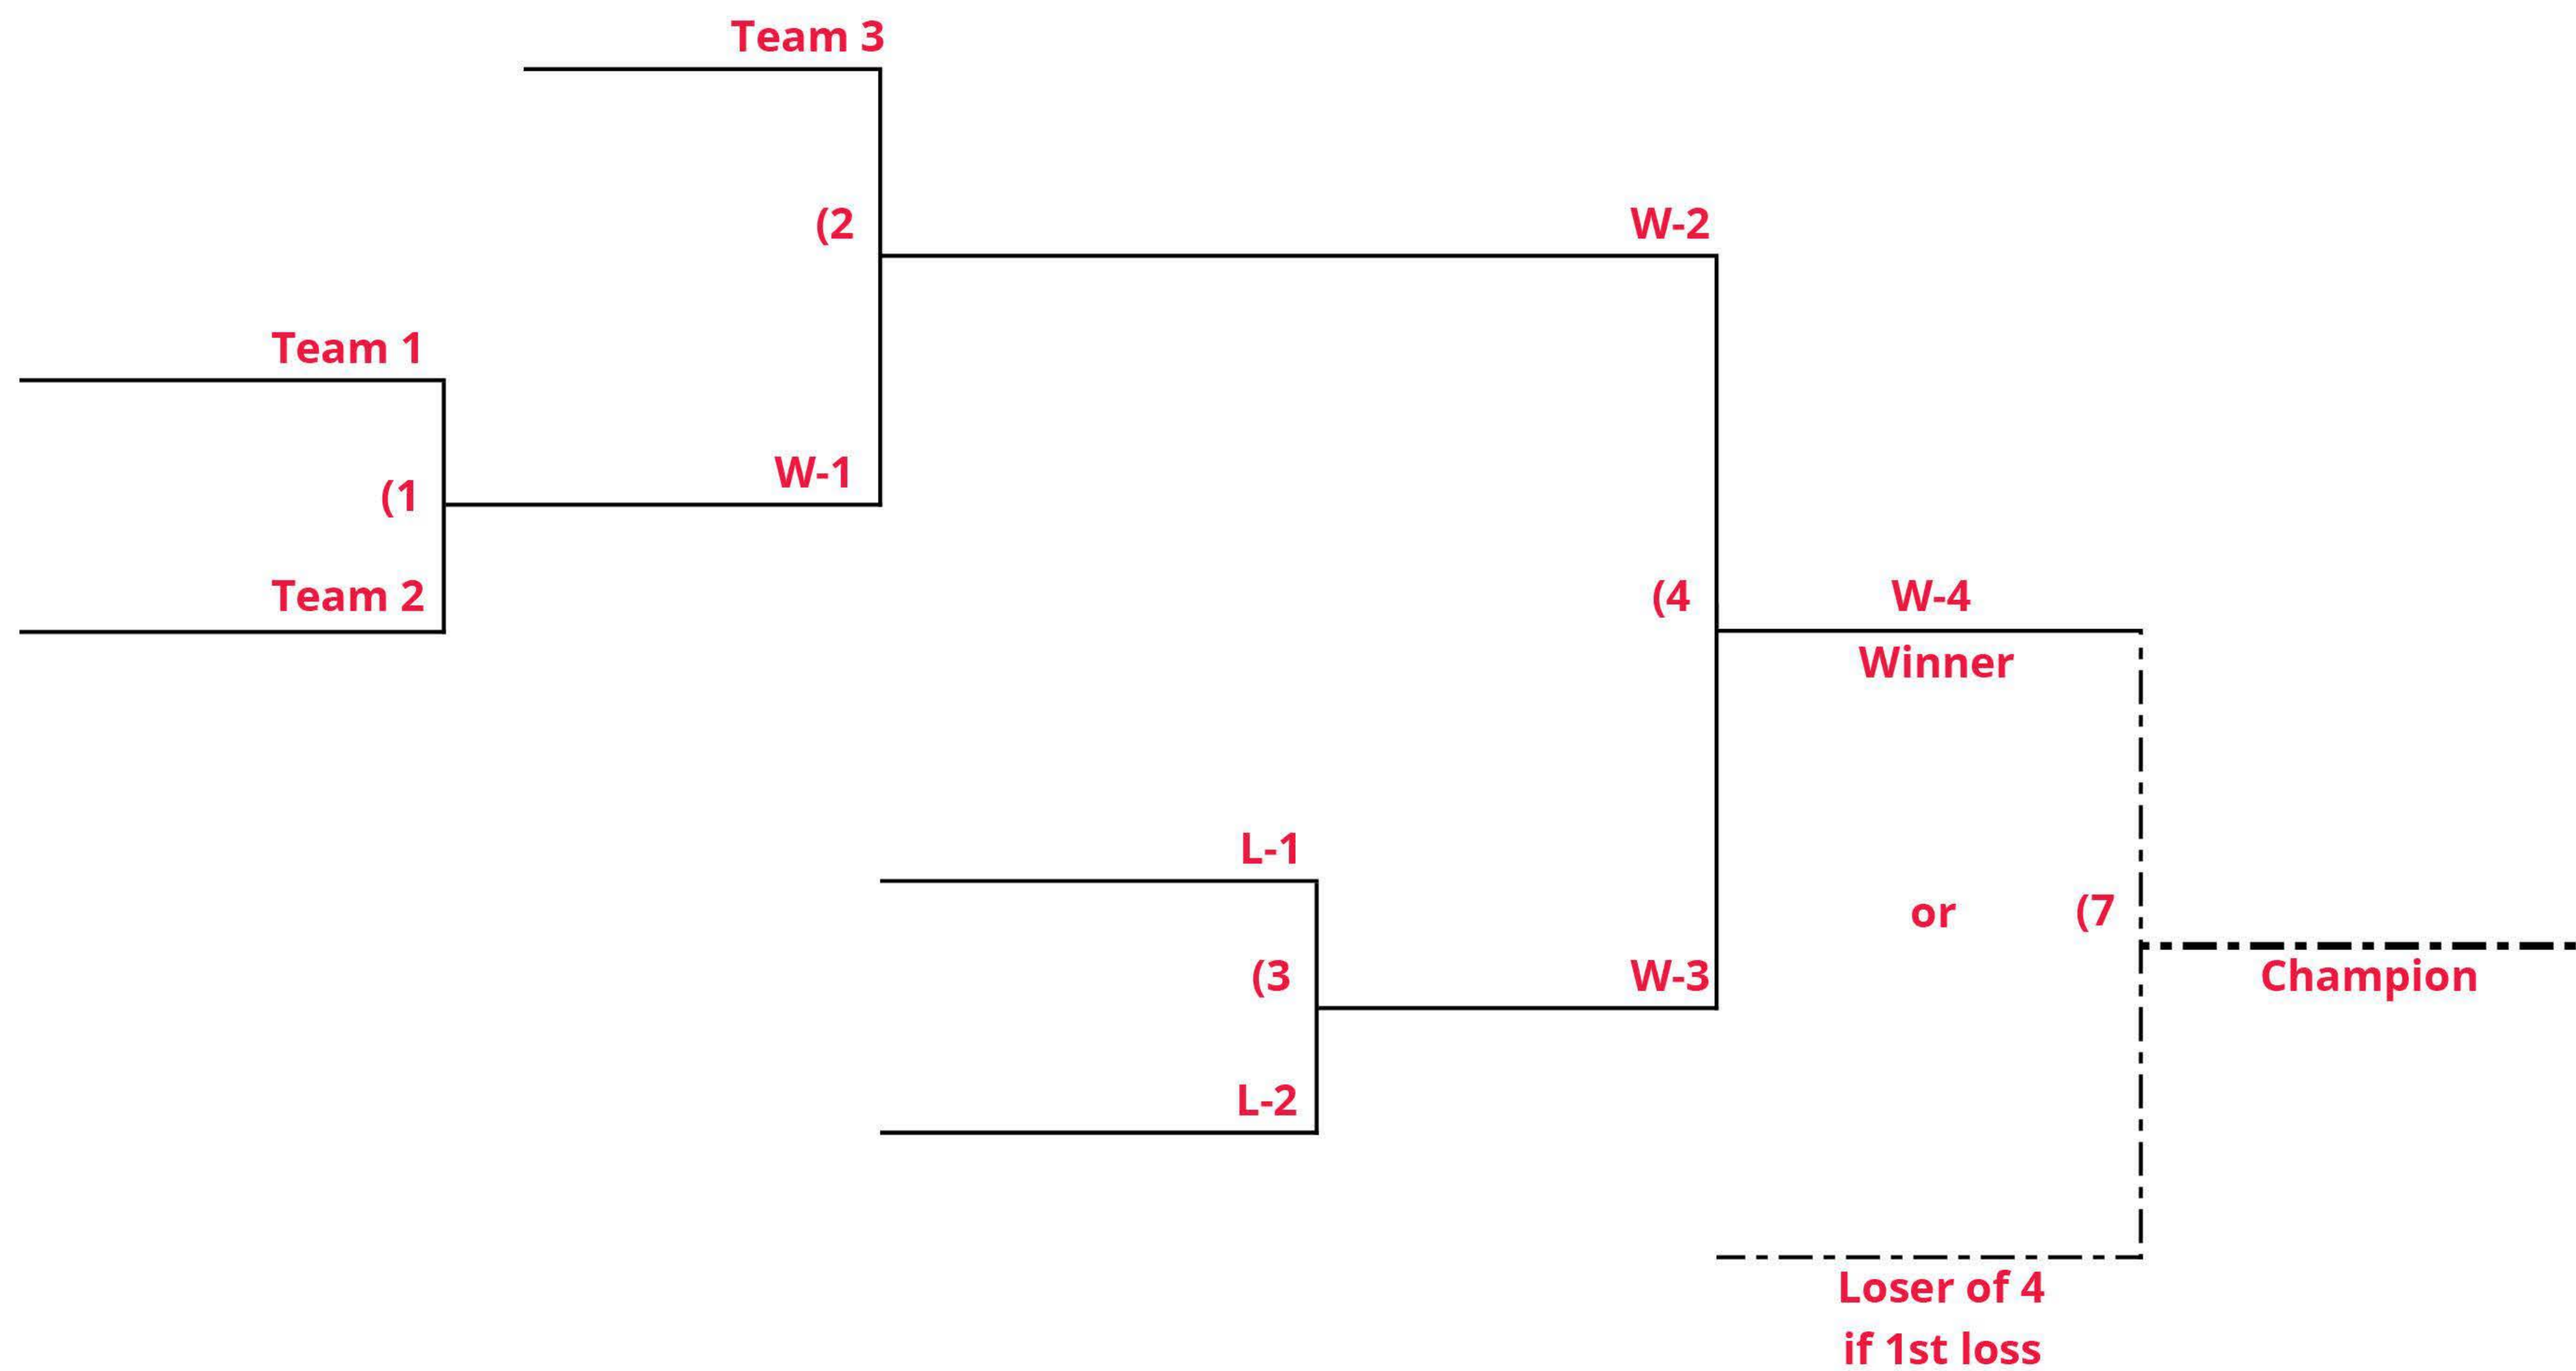 Team 3
(2
W-2
Team 1
W-1
(1
Team 2
(4
W-4
Winner
L-1
or
(7
(3
W-3
Champion
L-2
Loser of 4
if 1st loss